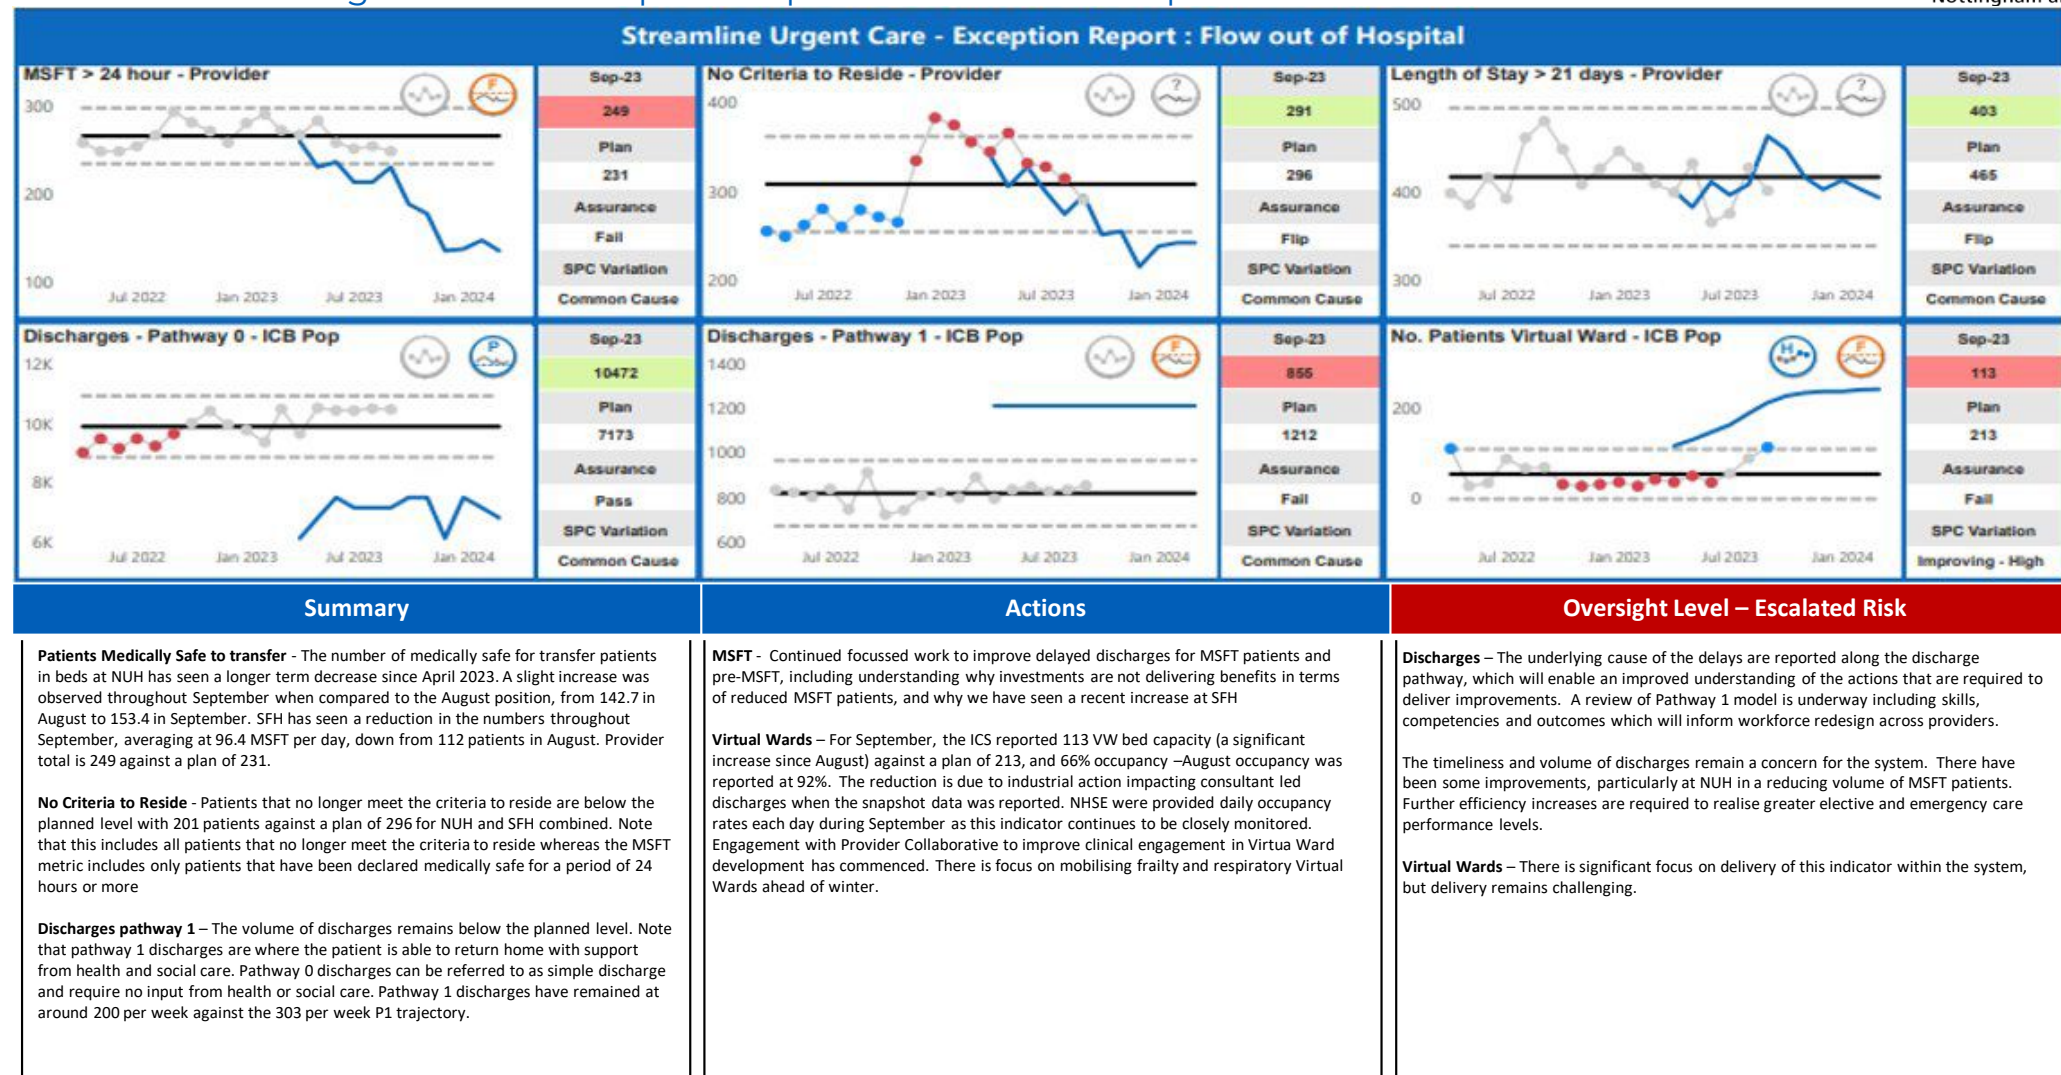 Streamline Urgent Care - Exception Report : Flow out of Hospital
MSFT > 24 hour - Provider
F
300
200
100
Jul 2022 Jan 2023 Jul 2023 Jan 2024
Sep-23
249
Plan
231
Assurance
Fail
SPC Variation
Common Cause
No Criteria to Reside - Provider
?
400
300
200
Jul 2022 Jan 2023 Jul 2023 Jan 2024
Sep-23
291
Plan
296
Assurance
Flip
SPC Variation
Common Cause
Length of Stay > 21 days - Provider
?
500
400
300
Jul 2022 Jan 2023 Jul 2023 Jan 2024
Sep-23
403
Plan
465
Assurance
Flip
SPC Variation
Common Cause
Discharges - Pathway 0 - ICB Pop
P
12K
10K
8K
6K
Jul 2022 Jan 2023 Jul 2023 Jan 2024
Sep-23
10472
Plan
7173
Assurance
Pass
SPC Variation
Common Cause
Discharges - Pathway 1 - ICB Pop
F
1400
1200
1000
800
600
Jul 2022 Jan 2023 Jul 2023 Jan 2024
Sep-23
855
Plan
1212
Assurance
Fail
SPC Variation
Common Cause
No. Patients Virtual Ward - ICB Pop
H
F
200
0
Jul 2022 Jan 2023 Jul 2023 Jan 2024
Sep-23
113
Plan
213
Assurance
Fail
SPC Variation
Improving - High
Summary
Patients Medically Safe to transfer - The number of medically safe for transfer patients
in beds at NUH has seen a longer term decrease since April 2023. A slight increase was
observed throughout September when compared to the August position, from 142.7 in
August to 153.4 in September. SFH has seen a reduction in the numbers throughout
September, averaging at 96.4 MSFT per day, down from 112 patients in August. Provider
total is 249 against a plan of 231.
No Criteria to Reside - Patients that no longer meet the criteria to reside are below the
planned level with 201 patients against a plan of 296 for NUH and SFH combined. Note
that this includes all patients that no longer meet the criteria to reside whereas the MSFT
metric includes only patients that have been declared medically safe for a period of 24
hours or more
Discharges pathway 1 – The volume of discharges remains below the planned level. Note
that pathway 1 discharges are where the patient is able to return home with support
from health and social care. Pathway 0 discharges can be referred to as simple discharge
and require no input from health or social care. Pathway 1 discharges have remained at
around 200 per week against the 303 per week P1 trajectory.
Actions
MSFT - Continued focussed work to improve delayed discharges for MSFT patients and
pre-MSFT, including understanding why investments are not delivering benefits in terms
of reduced MSFT patients, and why we have seen a recent increase at SFH
Virtual Wards – For September, the ICS reported 113 VW bed capacity (a significant
increase since August) against a plan of 213, and 66% occupancy –August occupancy was
reported at 92%. The reduction is due to industrial action impacting consultant led
discharges when the snapshot data was reported. NHSE were provided daily occupancy
rates each day during September as this indicator continues to be closely monitored.
Engagement with Provider Collaborative to improve clinical engagement in Virtua Ward
development has commenced. There is focus on mobilising frailty and respiratory Virtual
Wards ahead of winter.
Oversight Level – Escalated Risk
Discharges – The underlying cause of the delays are reported along the discharge
pathway, which will enable an improved understanding of the actions that are required to
deliver improvements. A review of Pathway 1 model is underway including skills,
competencies and outcomes which will inform workforce redesign across providers.
The timeliness and volume of discharges remain a concern for the system. There have
been some improvements, particularly at NUH in a reducing volume of MSFT patients.
Further efficiency increases are required to realise greater elective and emergency care
performance levels.
Virtual Wards – There is significant focus on delivery of this indicator within the system,
but delivery remains challenging.